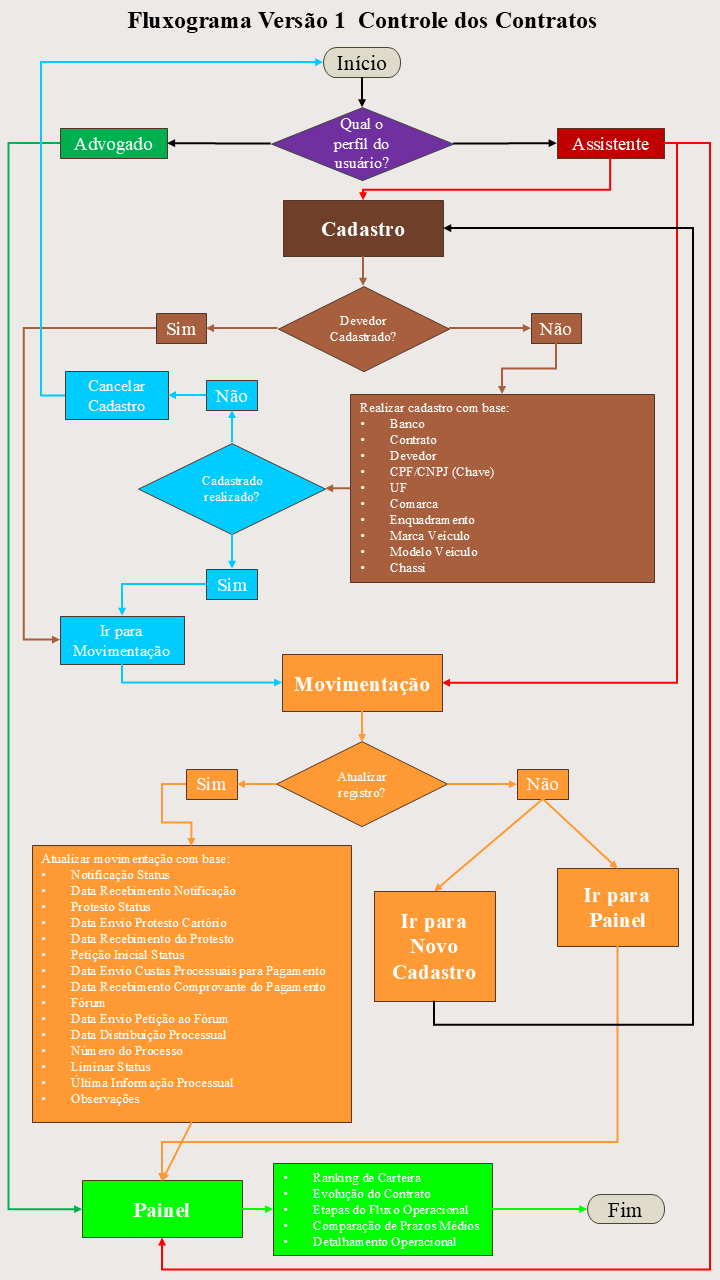 Fluxograma Versão 1 Controle dos Contratos
Início
Qual o
perfil do
usuário?
Advogado
Assistente
Cadastro
Devedor
Cadastrado?
Sim
Não
Cancelar
Cadastro
Não
Realizar cadastro com base:
• Banco
• Contrato
• Devedor
• CPF/CNPJ (Chave)
• UF
• Comarca
• Enquadramento
• Marca Veículo
• Modelo Veículo
• Chassi
Cadastrado
realizado?
Sim
Ir para
Movimentação
Movimentação
Atualizar
registro?
Sim
Não
Atualizar movimentação com base:
• Notificação Status
• Data Recebimento Notificação
• Protesto Status
• Data Envio Protesto Cartório
• Data Recebimento do Protesto
• Petição Inicial Status
• Data Envio Custas Processuais para Pagamento
• Data Recebimento Comprovante do Pagamento
• Fórum
• Data Envio Petição ao Fórum
• Data Distribuição Processual
• Número do Processo
• Liminar Status
• Última Informação Processual
• Observações
Ir para
Novo
Cadastro
Ir para
Painel
Painel
• Ranking de Carteira
• Evolução do Contrato
• Etapas do Fluxo Operacional
• Comparação de Prazos Médios
• Detalhamento Operacional
Fim